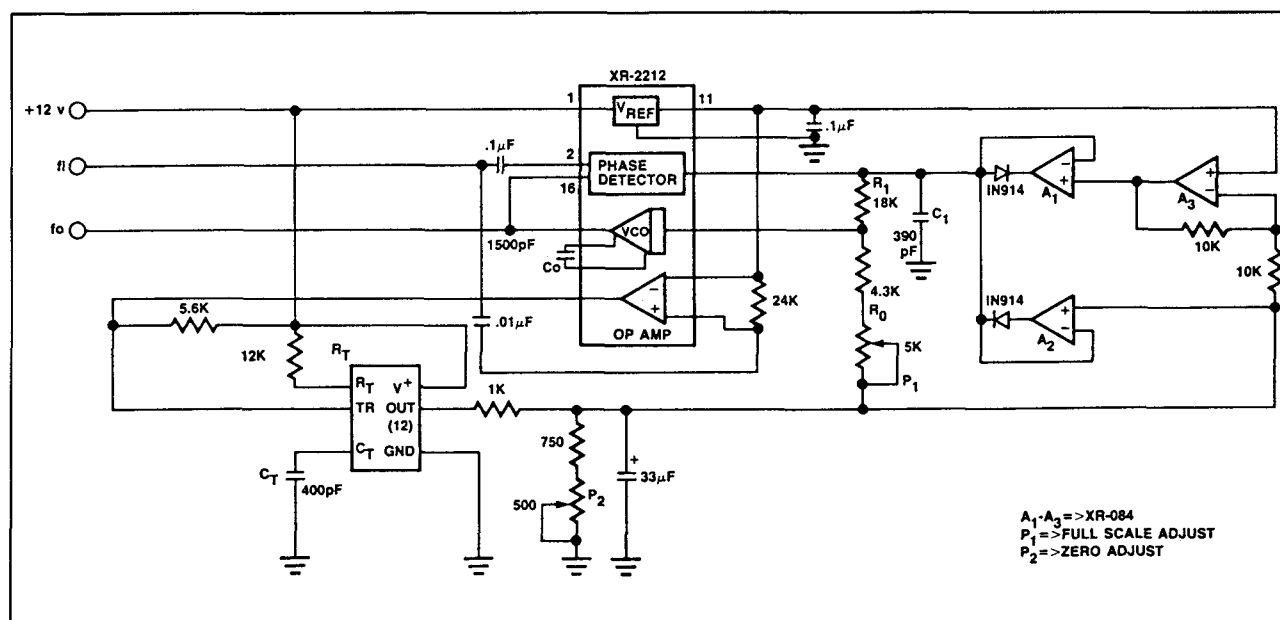 XR-2212
+12 v
1
VREF
11
.1µF
fI
.1µF
2
PHASE
DETECTOR
16
R1
18K
C1
390
pF
IN914
A1
A3
10K
10K
fo
1500pF
VCO
Co
4.3K
R0
5K
P1
IN914
A2
24K
OP AMP
.01µF
5.6K
12K
RT
RT
V+
TR
OUT
(12)
CT
GND
CT
400pF
1K
750
500
P2
33µF
+
A1-A3=>XR-084
P1=>FULL SCALE ADJUST
P2=>ZERO ADJUST